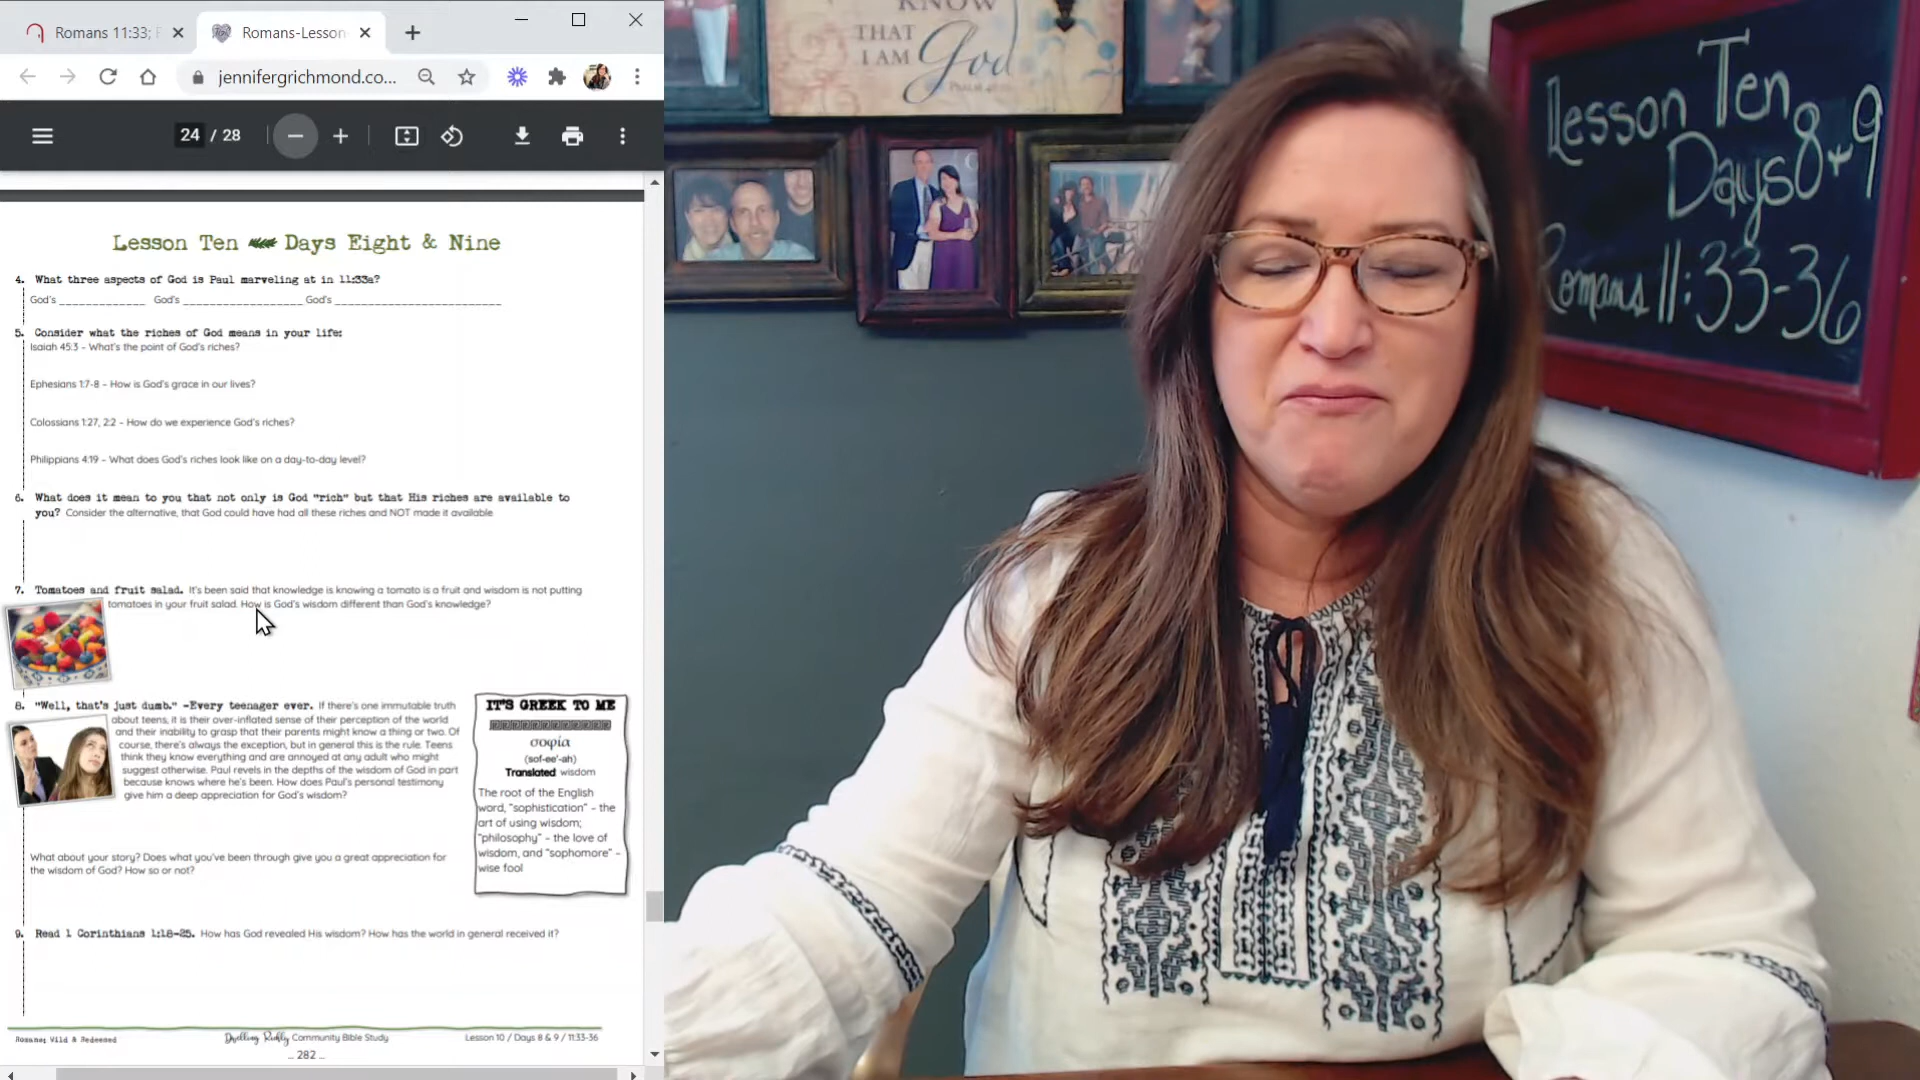 Romans 11:33;
Romans-Lesson
jennifergrichmond.co...
24 / 28
Lesson Ten Days Eight & Nine
4. What three aspects of God is Paul marveling at in 11:33a?
God's _____________ God's __________________ God's _________________________
5. Consider what the riches of God means in your life:
Isaiah 45:3 – What's the point of God's riches?
Ephesians 1:7-8 – How is God's grace in our lives?
Colossians 1:27, 2:2 – How do we experience God's riches?
Philippians 4:19 – What does God's riches look like on a day-to-day level?
6. What does it mean to you that not only is God "rich" but that His riches are available to
you? Consider the alternative, that God could have had all these riches and NOT made it available
7. Tomatoes and fruit salad. It's been said that knowledge is knowing a tomato is a fruit and wisdom is not putting
tomatoes in your fruit salad. How is God's wisdom different than God's knowledge?
8. "Well, that's just dumb." -Every teenager ever. If there's one immutable truth
about teens, it is their over-inflated sense of their perception of the world
and their inability to grasp that their parents might know a thing or two. Of
course, there's always the exception, but in general this is the rule. Teens
think they know everything and are annoyed at any adult who might
suggest otherwise. Paul revels in the depths of the wisdom of God in part
because knows where he's been. How does Paul's personal testimony
give him a deep appreciation for God's wisdom?
What about your story? Does what you've been through give you a great appreciation for
the wisdom of God? How so or not?
IT'S GREEK TO ME
σοφία
(sof-ee'-ah)
Translated: wisdom
The root of the English
word, "sophistication" – the
art of using wisdom;
"philosophy" – the love of
wisdom, and "sophomore" –
wise fool
9. Read 1 Corinthians 1:18-25. How has God revealed His wisdom? How has the world in general received it?
Romans: Wild & Redeemed
Dwelling Richly Community Bible Study
Lesson 10 / Days 8 & 9 / 11:33-36
– 282 –
KNOW
THAT
I AM God
Lesson Ten
Days 8+9
Romans 11:33-36